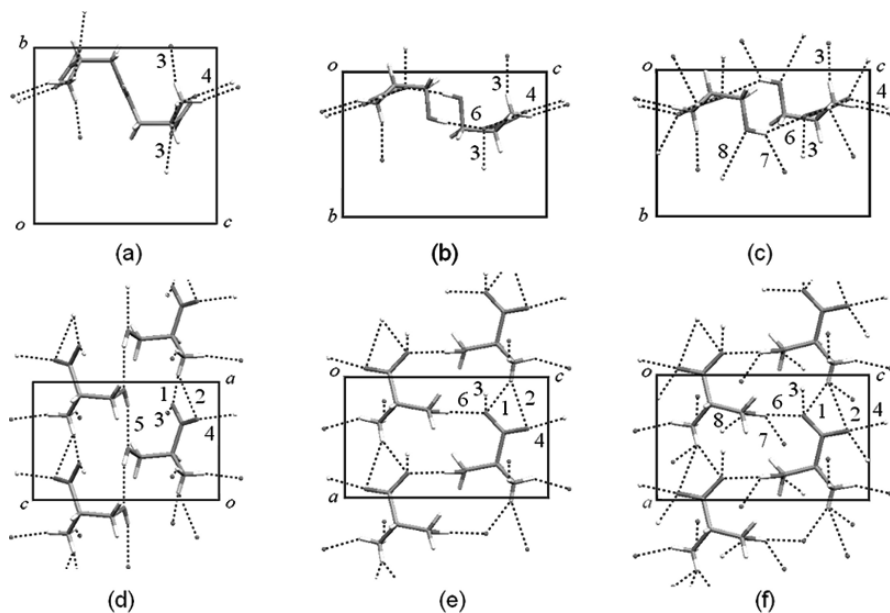 b 3 4 3 o c (a)
o c 3 4 6 3 b (b)
o c 3 4 6 8 7 3 b (c)
a 1 2 3 5 4 c o (d)
o c 3 2 6 1 4 a (e)
o c 3 6 1 2 4 8 7 a (f)